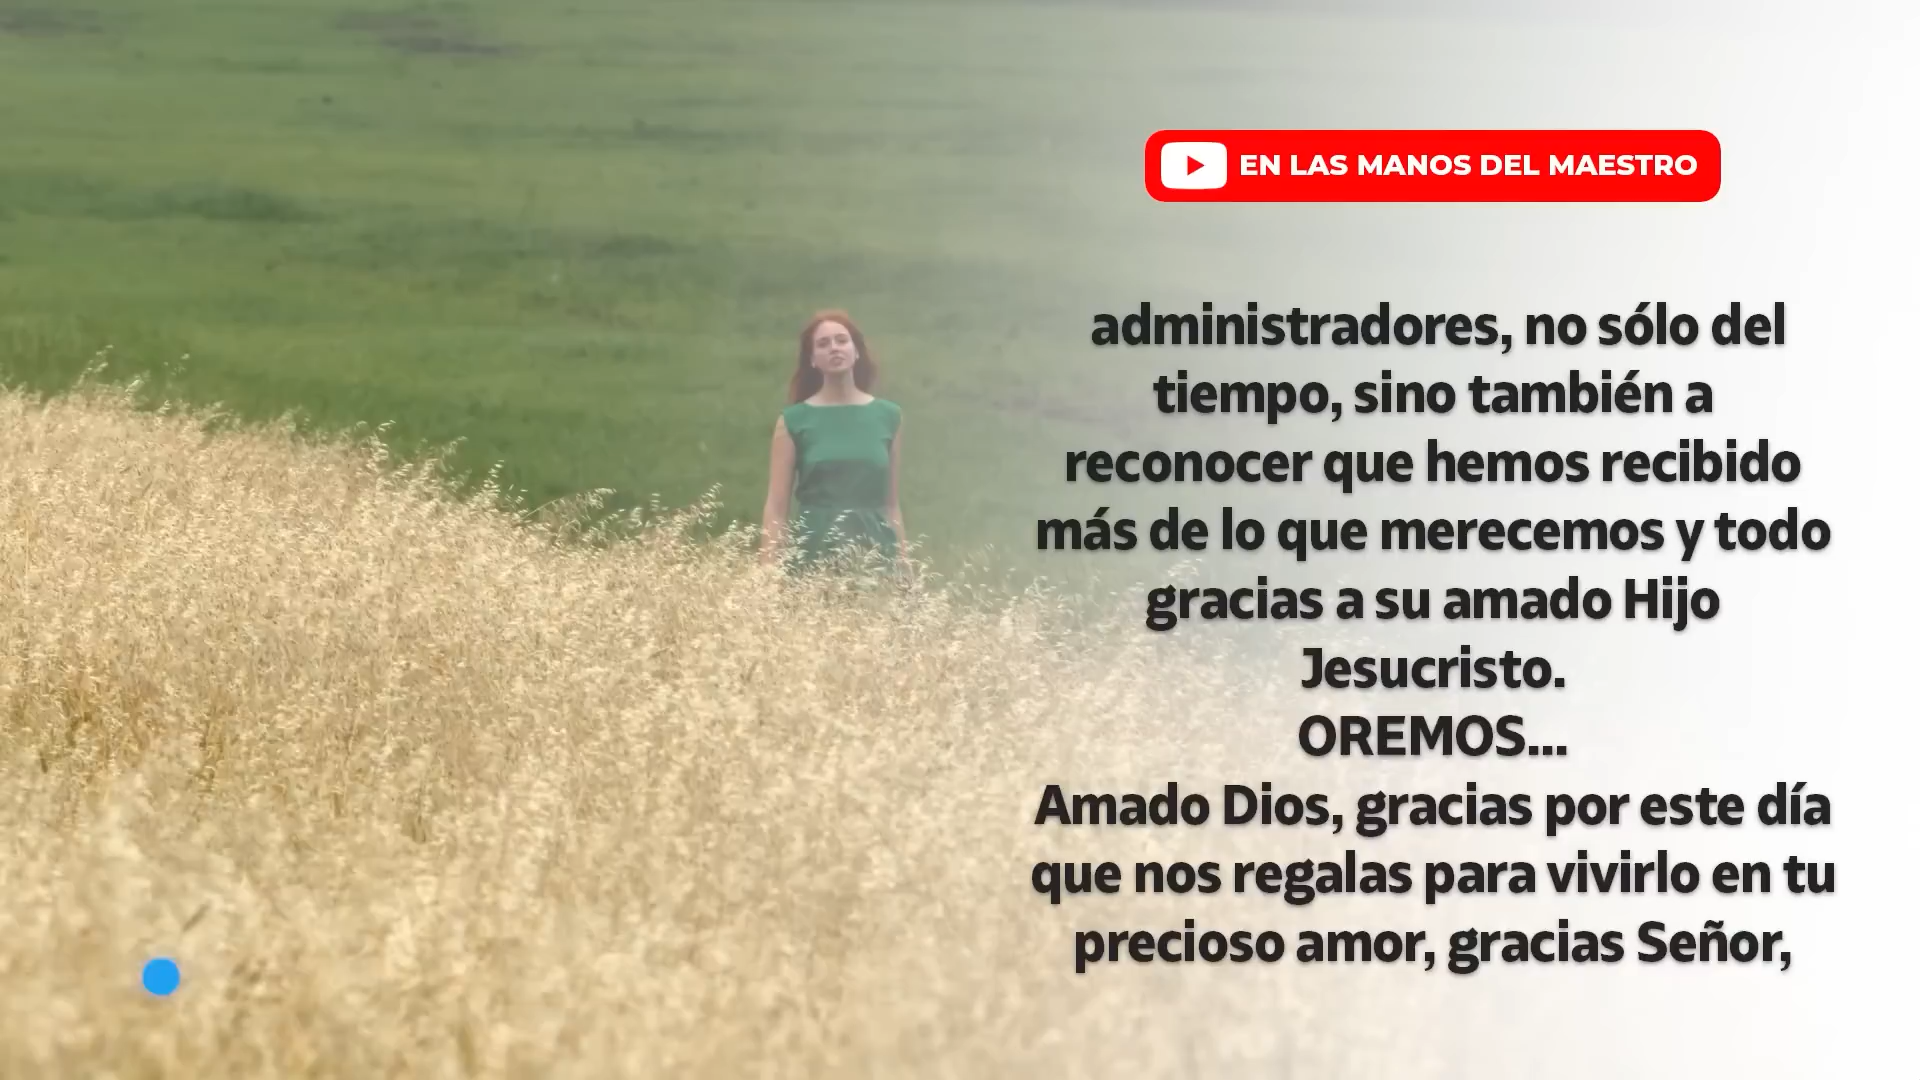 EN LAS MANOS DEL MAESTRO
administradores, no sólo del
tiempo, sino también a
reconocer que hemos recibido
más de lo que merecemos y todo
gracias a su amado Hijo
Jesucristo.
OREMOS...
Amado Dios, gracias por este día
que nos regalas para vivirlo en tu
precioso amor, gracias Señor,